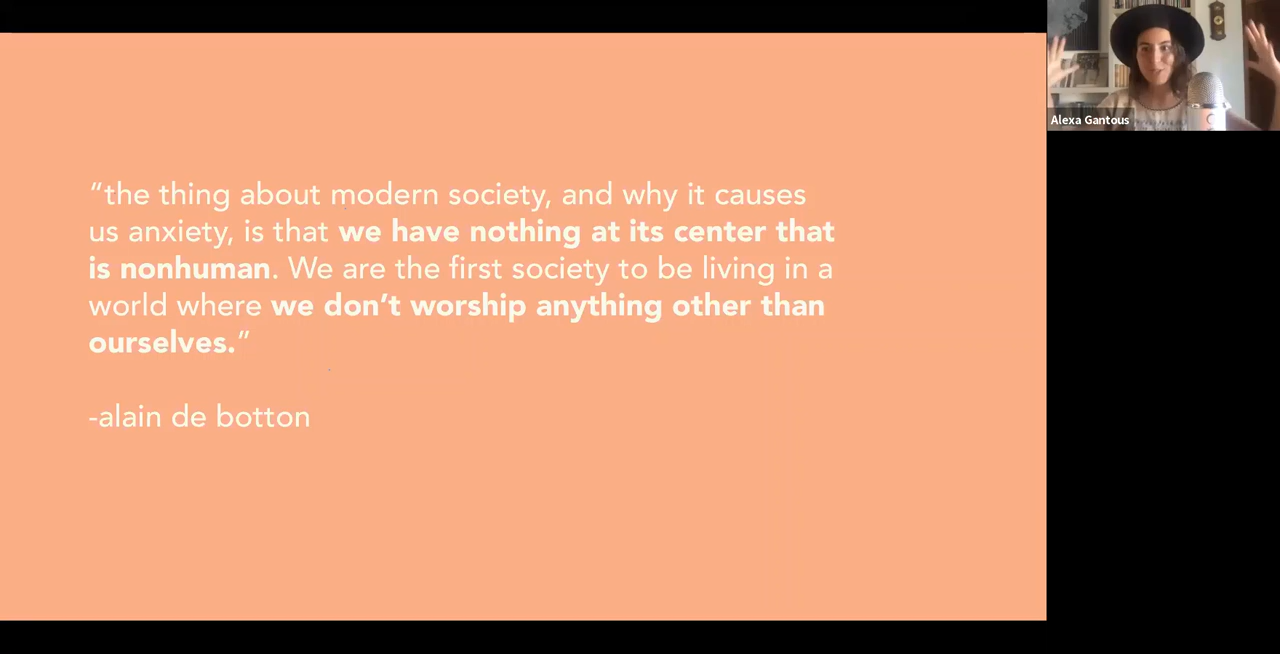 “the thing about modern society, and why it causes
us anxiety, is that we have nothing at its center that
is nonhuman. We are the first society to be living in a
world where we don’t worship anything other than
ourselves.”
-alain de botton
Alexa Gantous